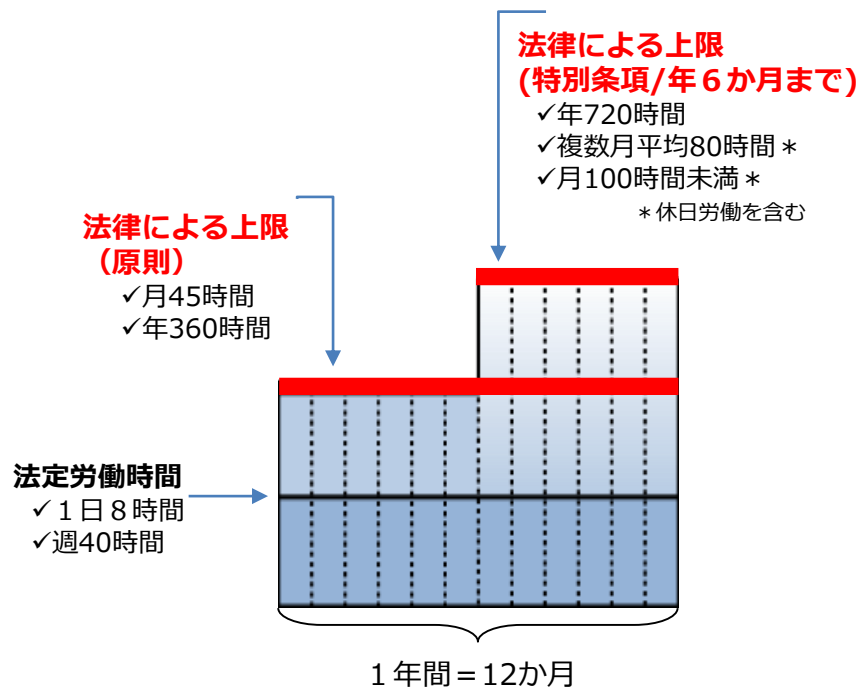 法律による上限
(特別条項/年６か月まで)
✓年720時間
✓複数月平均80時間＊
✓月100時間未満＊
＊休日労働を含む
法律による上限
（原則）
✓月45時間
✓年360時間
法定労働時間
✓１日８時間
✓週40時間
１年間＝12か月